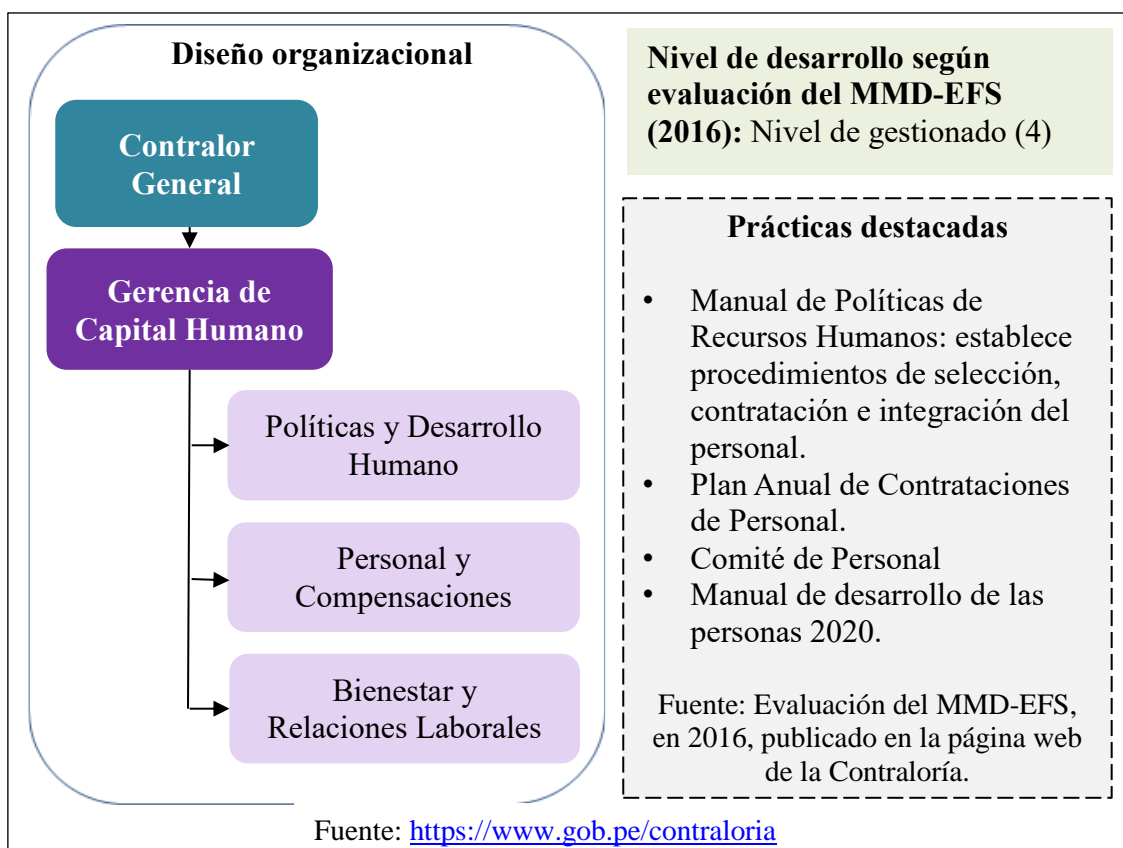 Diseño organizacional
Contralor
General
Gerencia de
Capital Humano
Políticas y Desarrollo
Humano
Personal y
Compensaciones
Bienestar y
Relaciones Laborales
Nivel de desarrollo según
evaluación del MMD-EFS
(2016): Nivel de gestionado (4)
Prácticas destacadas
• Manual de Políticas de
Recursos Humanos: establece
procedimientos de selección,
contratación e integración del
personal.
• Plan Anual de Contrataciones
de Personal.
• Comité de Personal
• Manual de desarrollo de las
personas 2020.
Fuente: Evaluación del MMD-EFS,
en 2016, publicado en la página web
de la Contraloría.
Fuente: https://www.gob.pe/contraloria